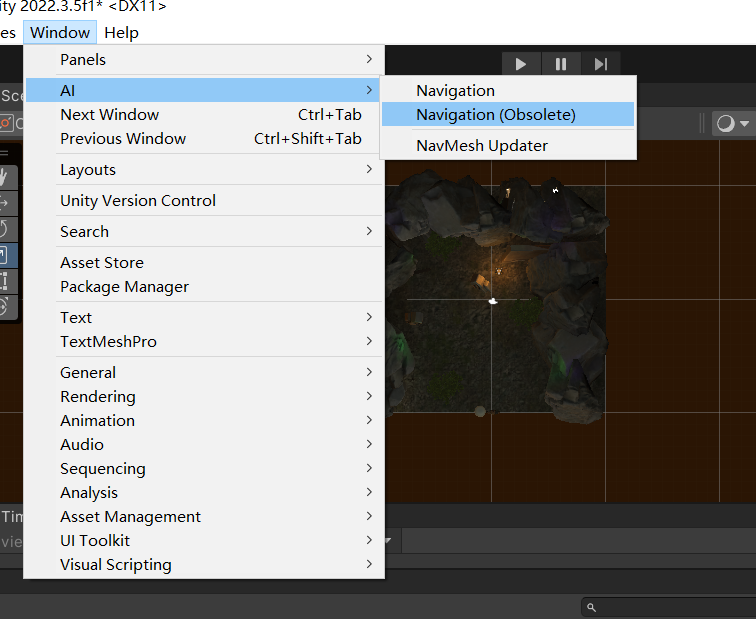 ity 2022.3.5f1* <DX11>
es Window Help
Panels
AI
Next Window Ctrl+Tab
Previous Window Ctrl+Shift+Tab
Layouts
Unity Version Control
Search
Asset Store
Package Manager
Text
TextMeshPro
General
Rendering
Animation
Audio
Sequencing
Analysis
Asset Management
UI Toolkit
Visual Scripting
Navigation
Navigation (Obsolete)
NavMesh Updater
Sce
Tim
vie